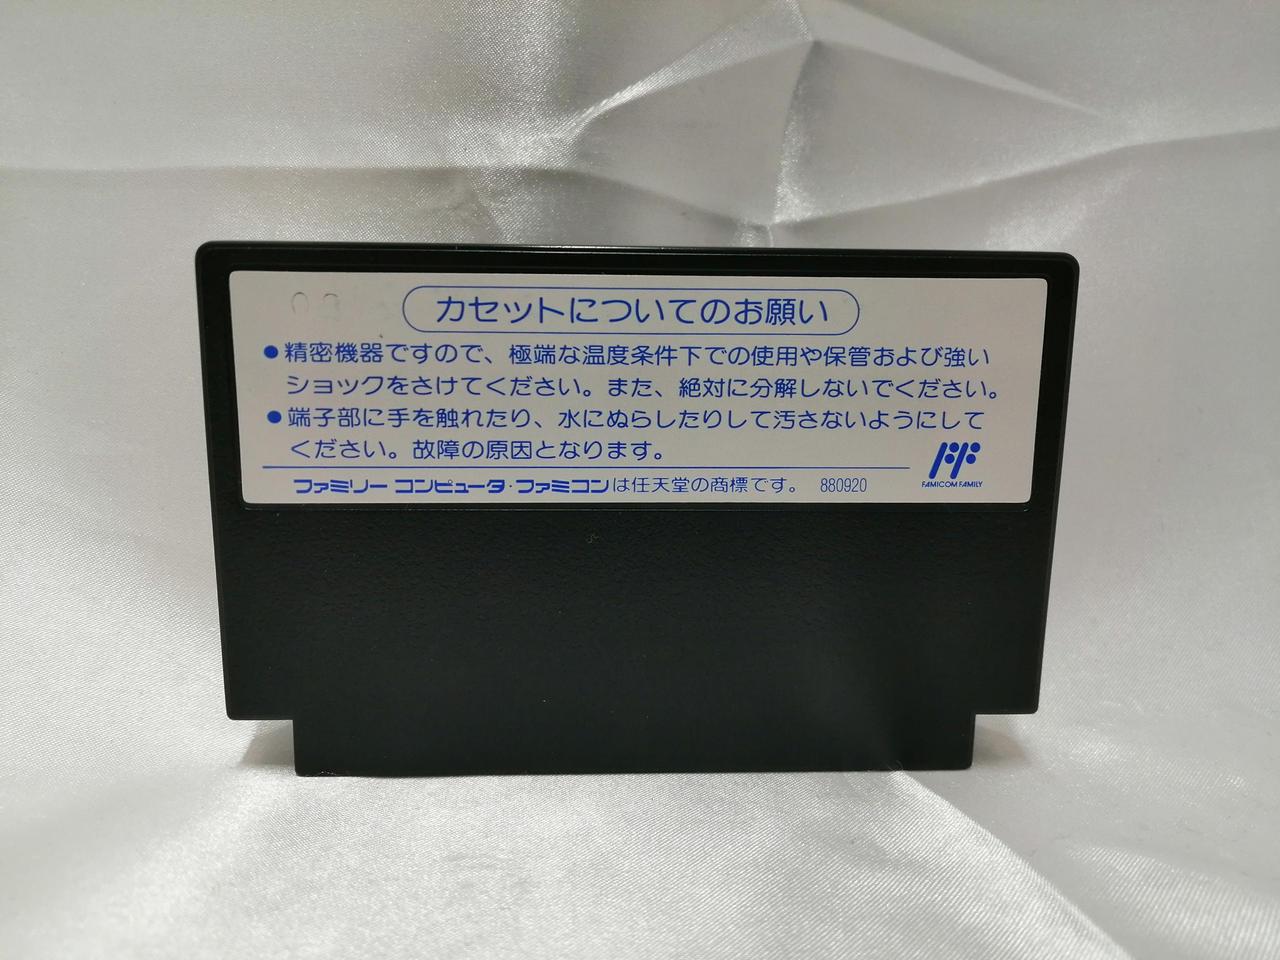 カセットについてのお願い
●精密機器ですので、極端な温度条件下での使用や保管および強い
ショックをさけてください。また、絶対に分解しないでください。
●端子部に手を触れたり、水にぬらしたりして汚さないようにして
ください。故障の原因となります。
FAMICOM FAMILY
ファミリー コンピュータ・ファミコンは任天堂の商標です。 880920